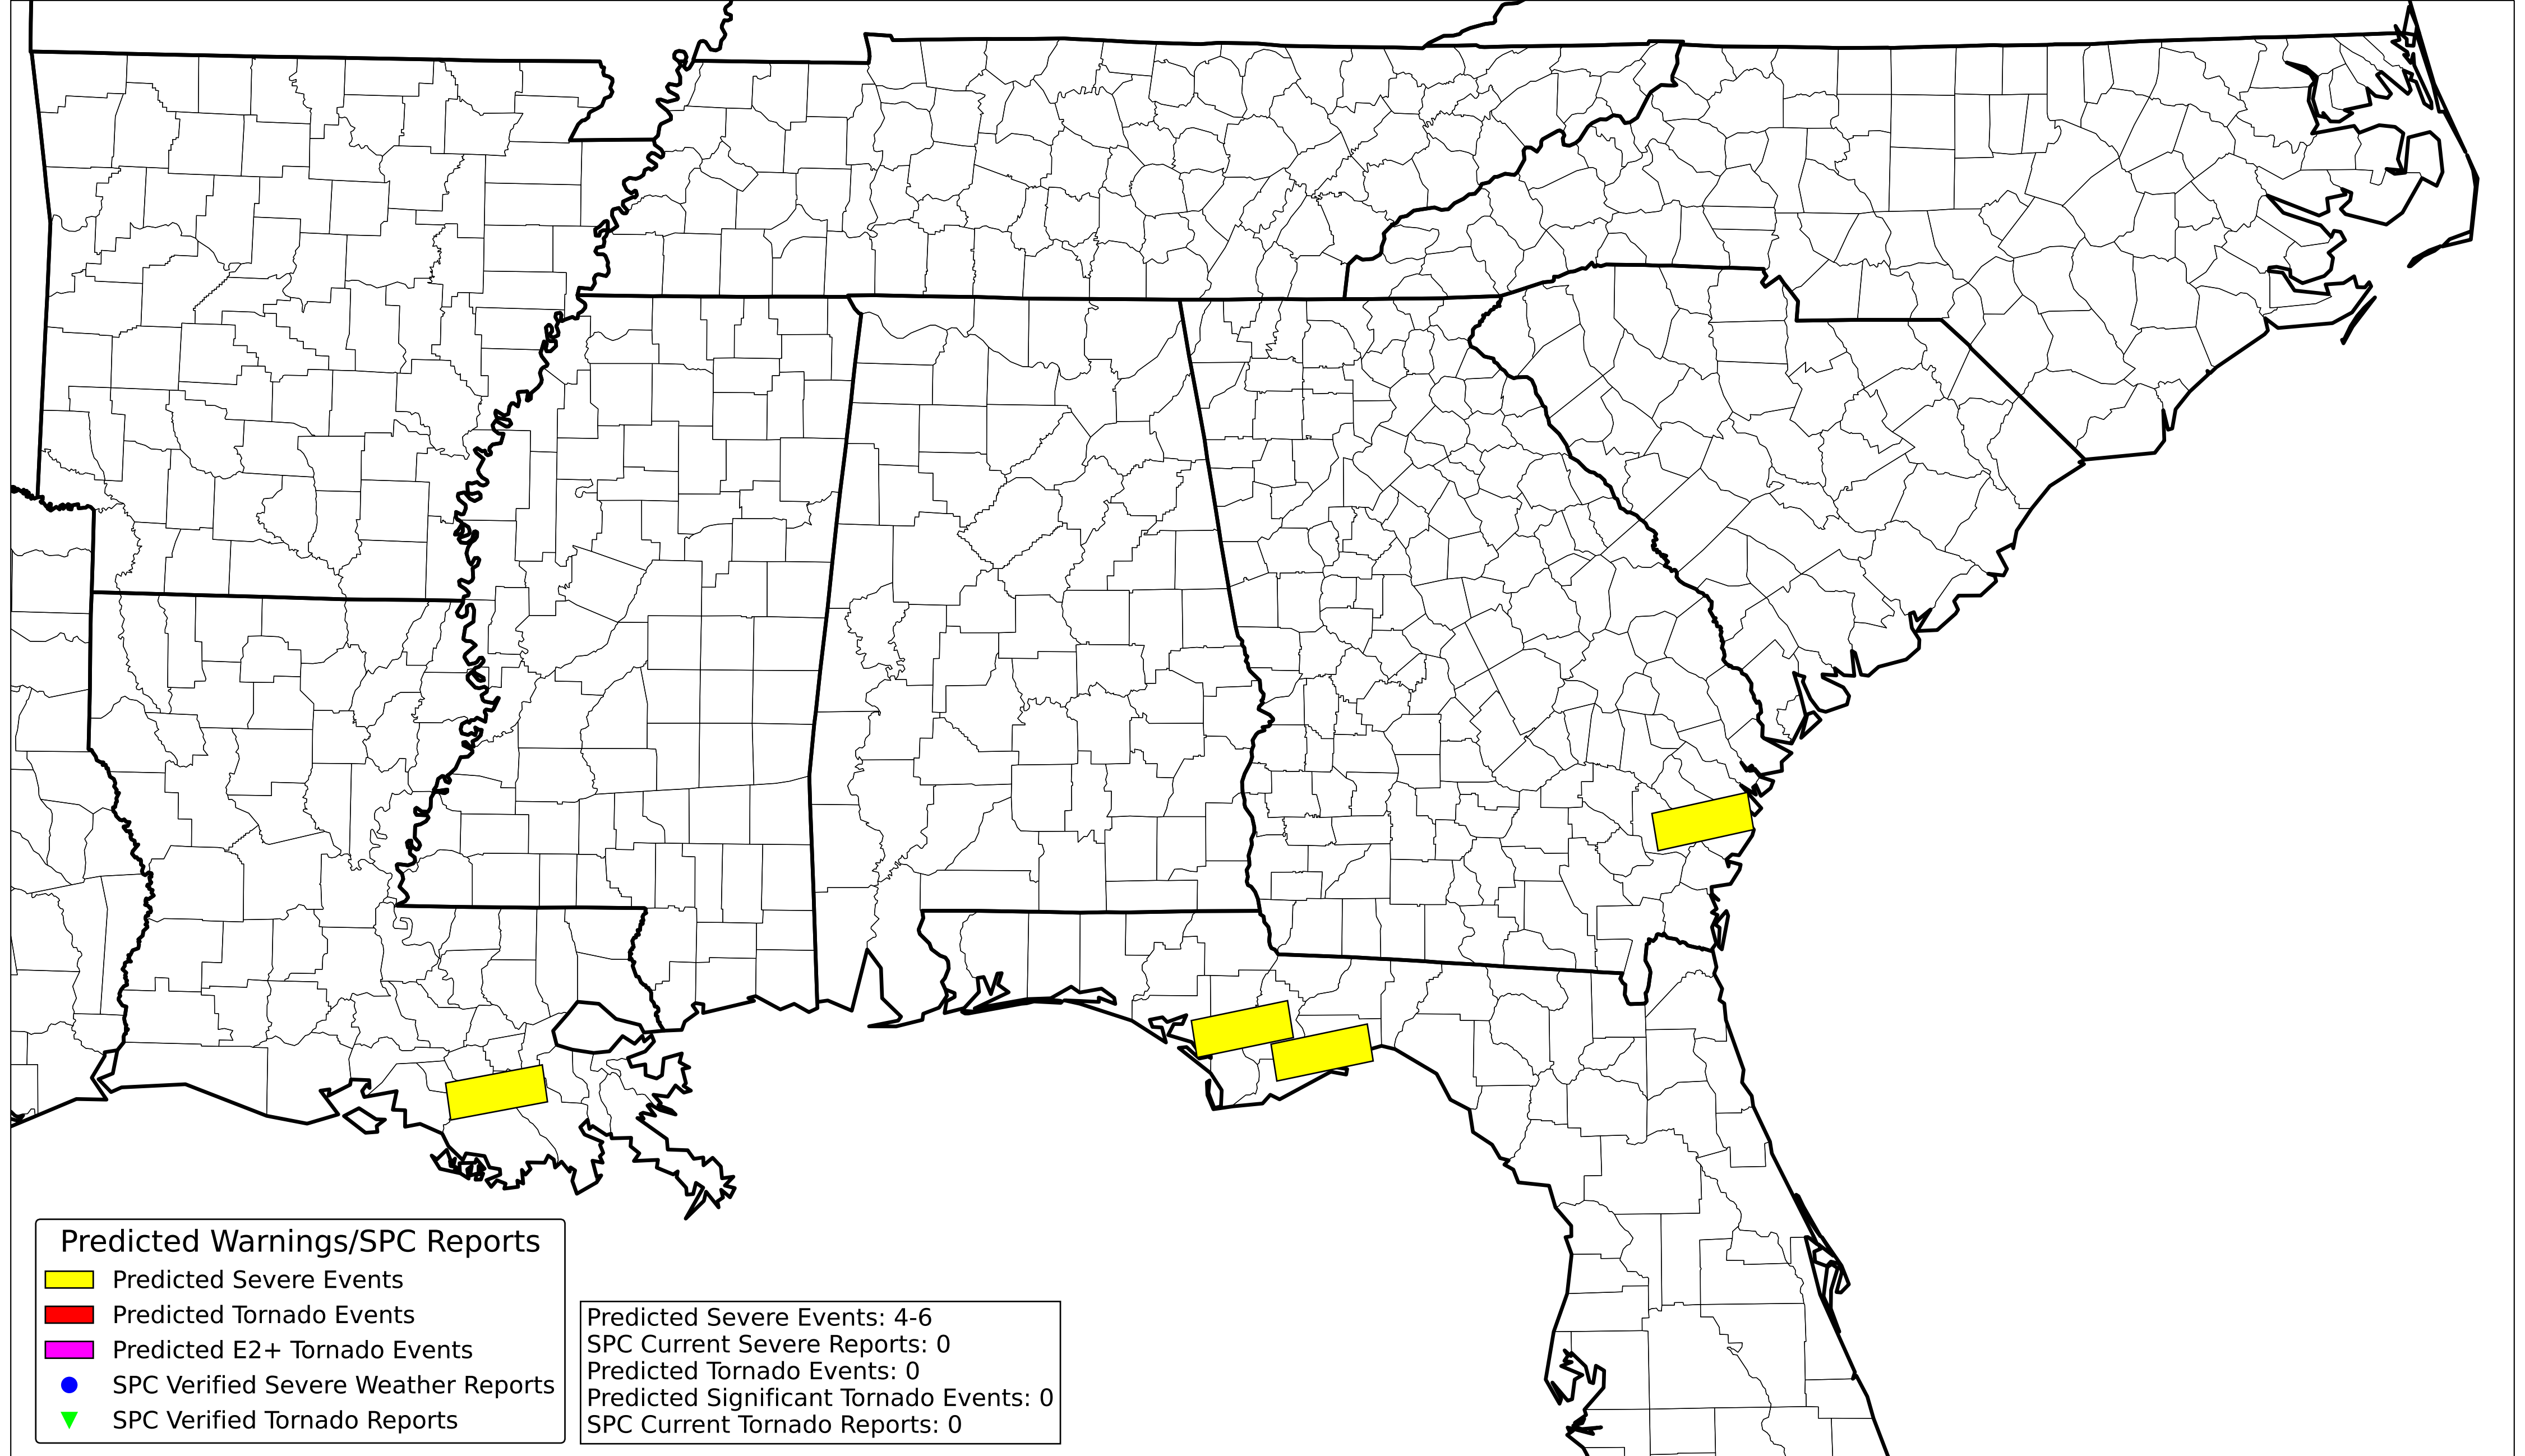 Predicted Warnings/SPC Reports
Predicted Severe Events
Predicted Tornado Events
Predicted E2+ Tornado Events
SPC Verified Severe Weather Reports
SPC Verified Tornado Reports
Predicted Severe Events: 4-6
SPC Current Severe Reports: 0
Predicted Tornado Events: 0
Predicted Significant Tornado Events: 0
SPC Current Tornado Reports: 0